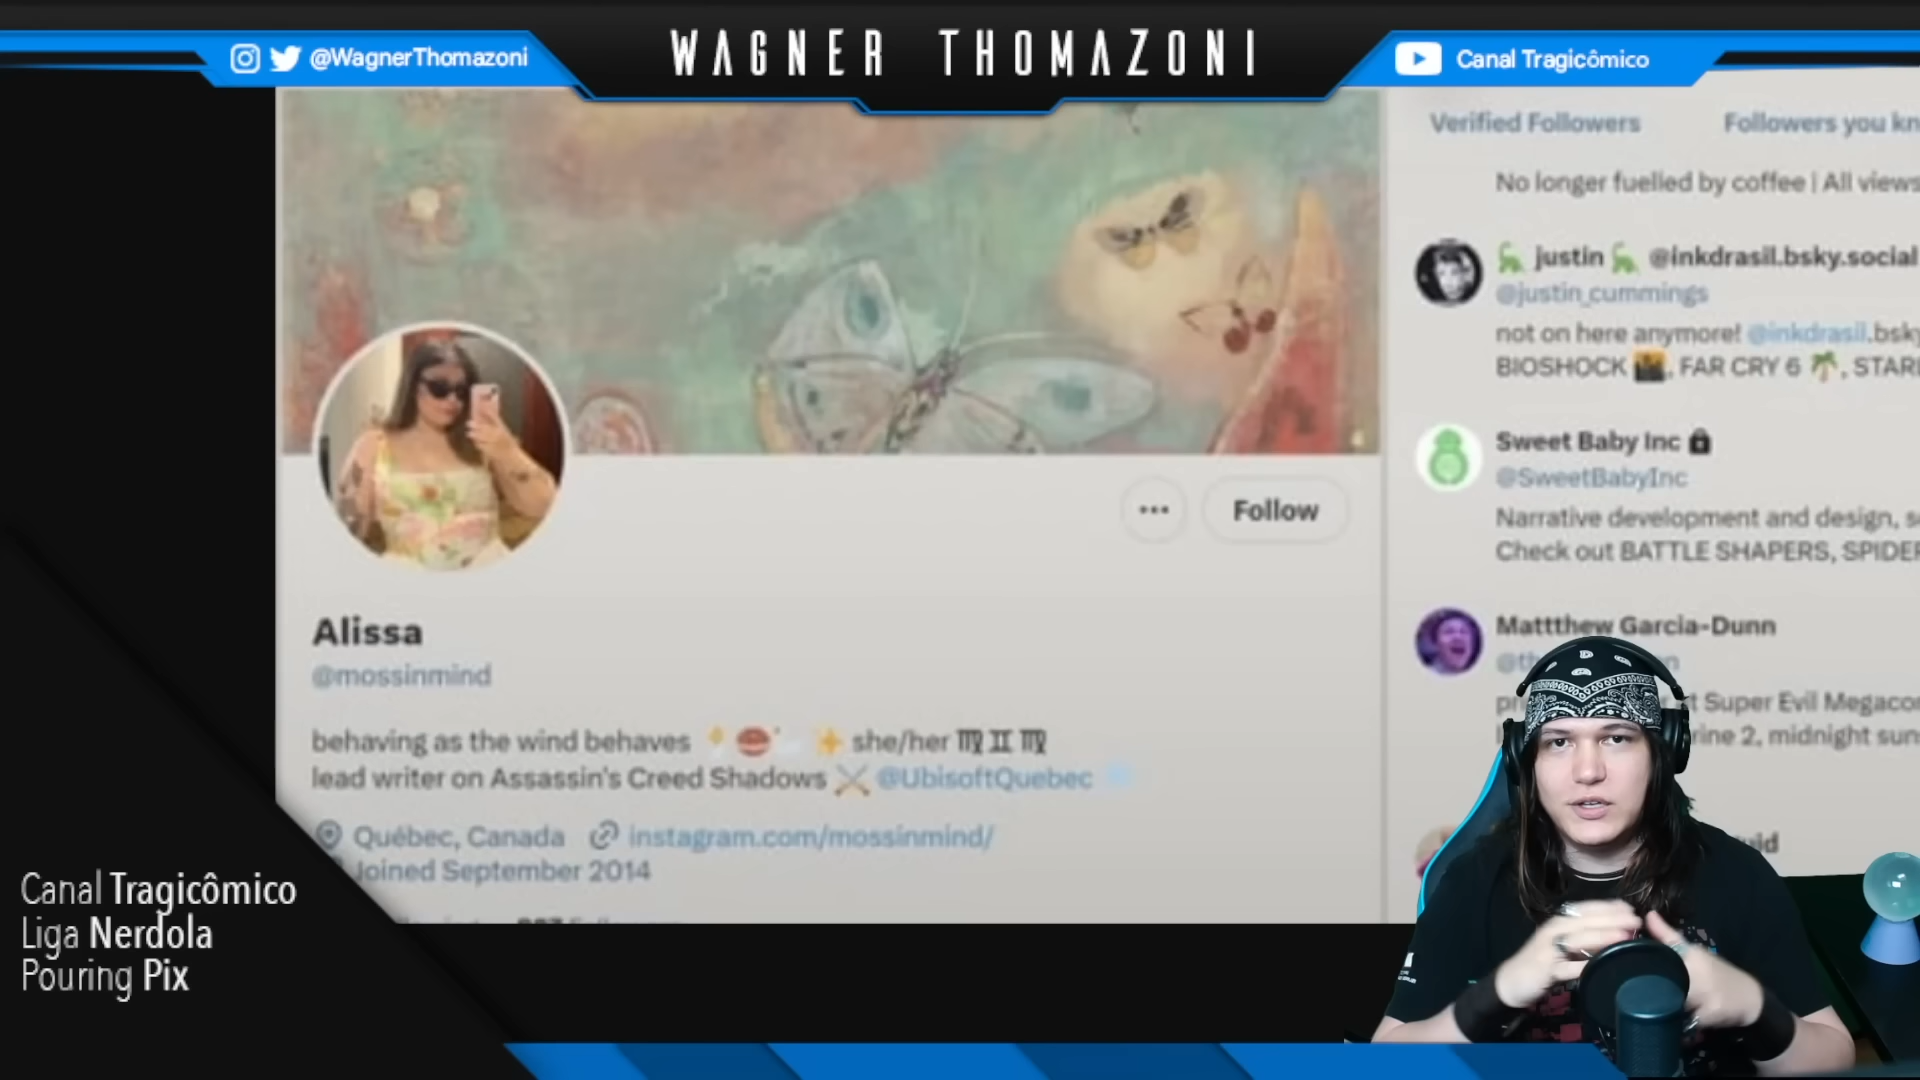 @WagnerThomazoni
WAGNER THOMAZONI
Canal Tragicômico
Verified Followers
Followers you kn
No longer fuelled by coffee | All views
justin @inkdrasil.bsky.social
@justin_cummings
not on here anymore! @inkdrasil.bsky
BIOSHOCK , FAR CRY 6 , STAR
Sweet Baby Inc
@SweetBabyInc
Narrative development and design, s
Check out BATTLE SHAPERS, SPIDER
Mattthew Garcia-Dunn
Super Evil Megaco
rine 2, midnight sun
Follow
Alissa
@mossinmind
behaving as the wind behaves she/her ♍ ♊ ♍
lead writer on Assassin's Creed Shadows ⚔ @UbisoftQuebec
Québec, Canada instagram.com/mossinmind/
Joined September 2014
Canal Tragicômico
Liga Nerdola
Pouring Pix